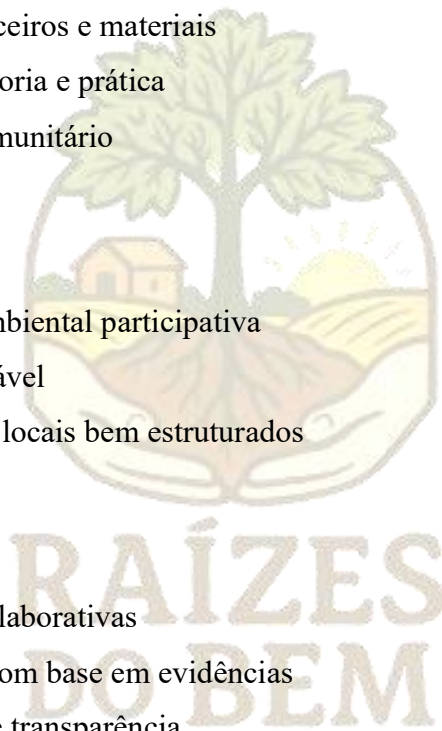 ceiros e materiais
oria e prática
munitário
mbiental participativa
ável
locais bem estruturados
RAÍZES
laborativas
om base em evidências
DO BEM
e transparência